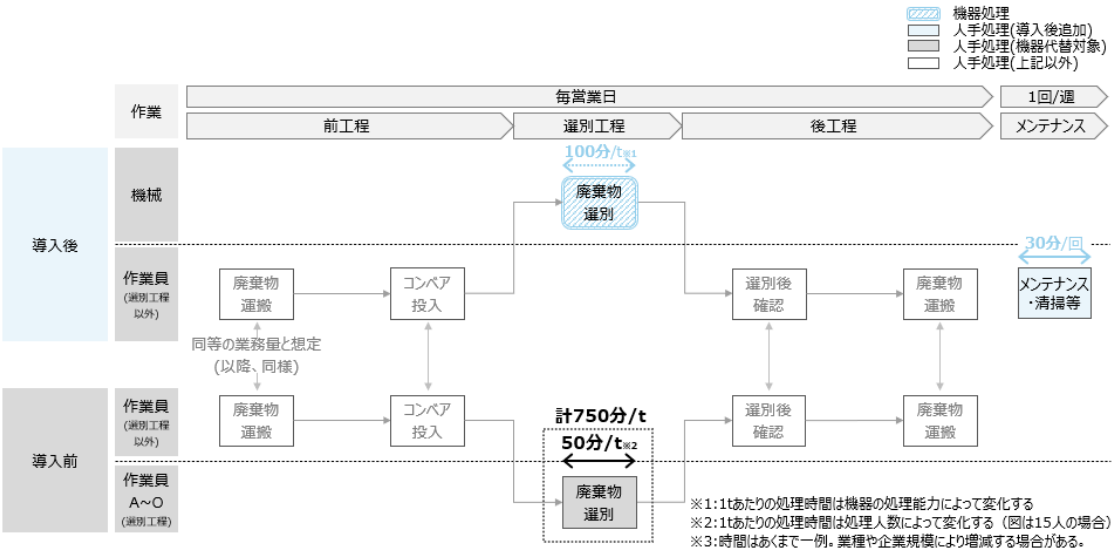 機器処理
人手処理(導入後追加)
人手処理(機器代替対象)
人手処理(上記以外)
作業
毎営業日
1回/週
前工程
選別工程
後工程
メンテナンス
導入後
機械
100分/t※1
廃棄物
選別
作業員
(選別工程
以外)
廃棄物
運搬
コンベア
投入
選別後
確認
廃棄物
運搬
30分/回
メンテナンス
・清掃等
同等の業務量と想定
(以降、同様)
導入前
作業員
(選別工程
以外)
廃棄物
運搬
コンベア
投入
選別後
確認
廃棄物
運搬
計750分/t
50分/t※2
作業員
A~O
(選別工程)
廃棄物
選別
※1:1tあたりの処理時間は機器の処理能力によって変化する
※2:1tあたりの処理時間は処理人数によって変化する（図は15人の場合）
※3:時間はあくまで一例。業種や企業規模により増減する場合がある。